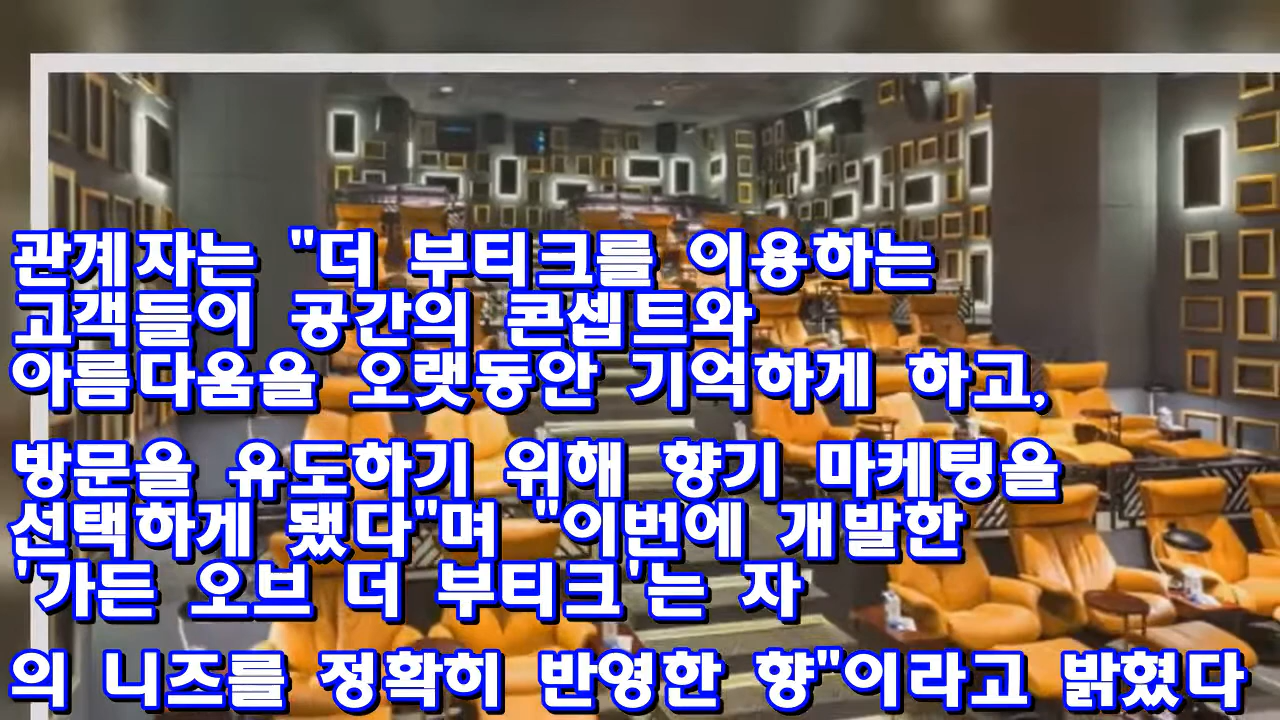 관계자는 "더 부티크를 이용하는
고객들이 공간의 콘셉트와
아름다움을 오랫동안 기억하게 하고,
방문을 유도하기 위해 향기 마케팅을
선택하게 됐다"며 "이번에 개발한
'가든 오브 더 부티크'는 자
의 니즈를 정확히 반영한 향"이라고 밝혔다